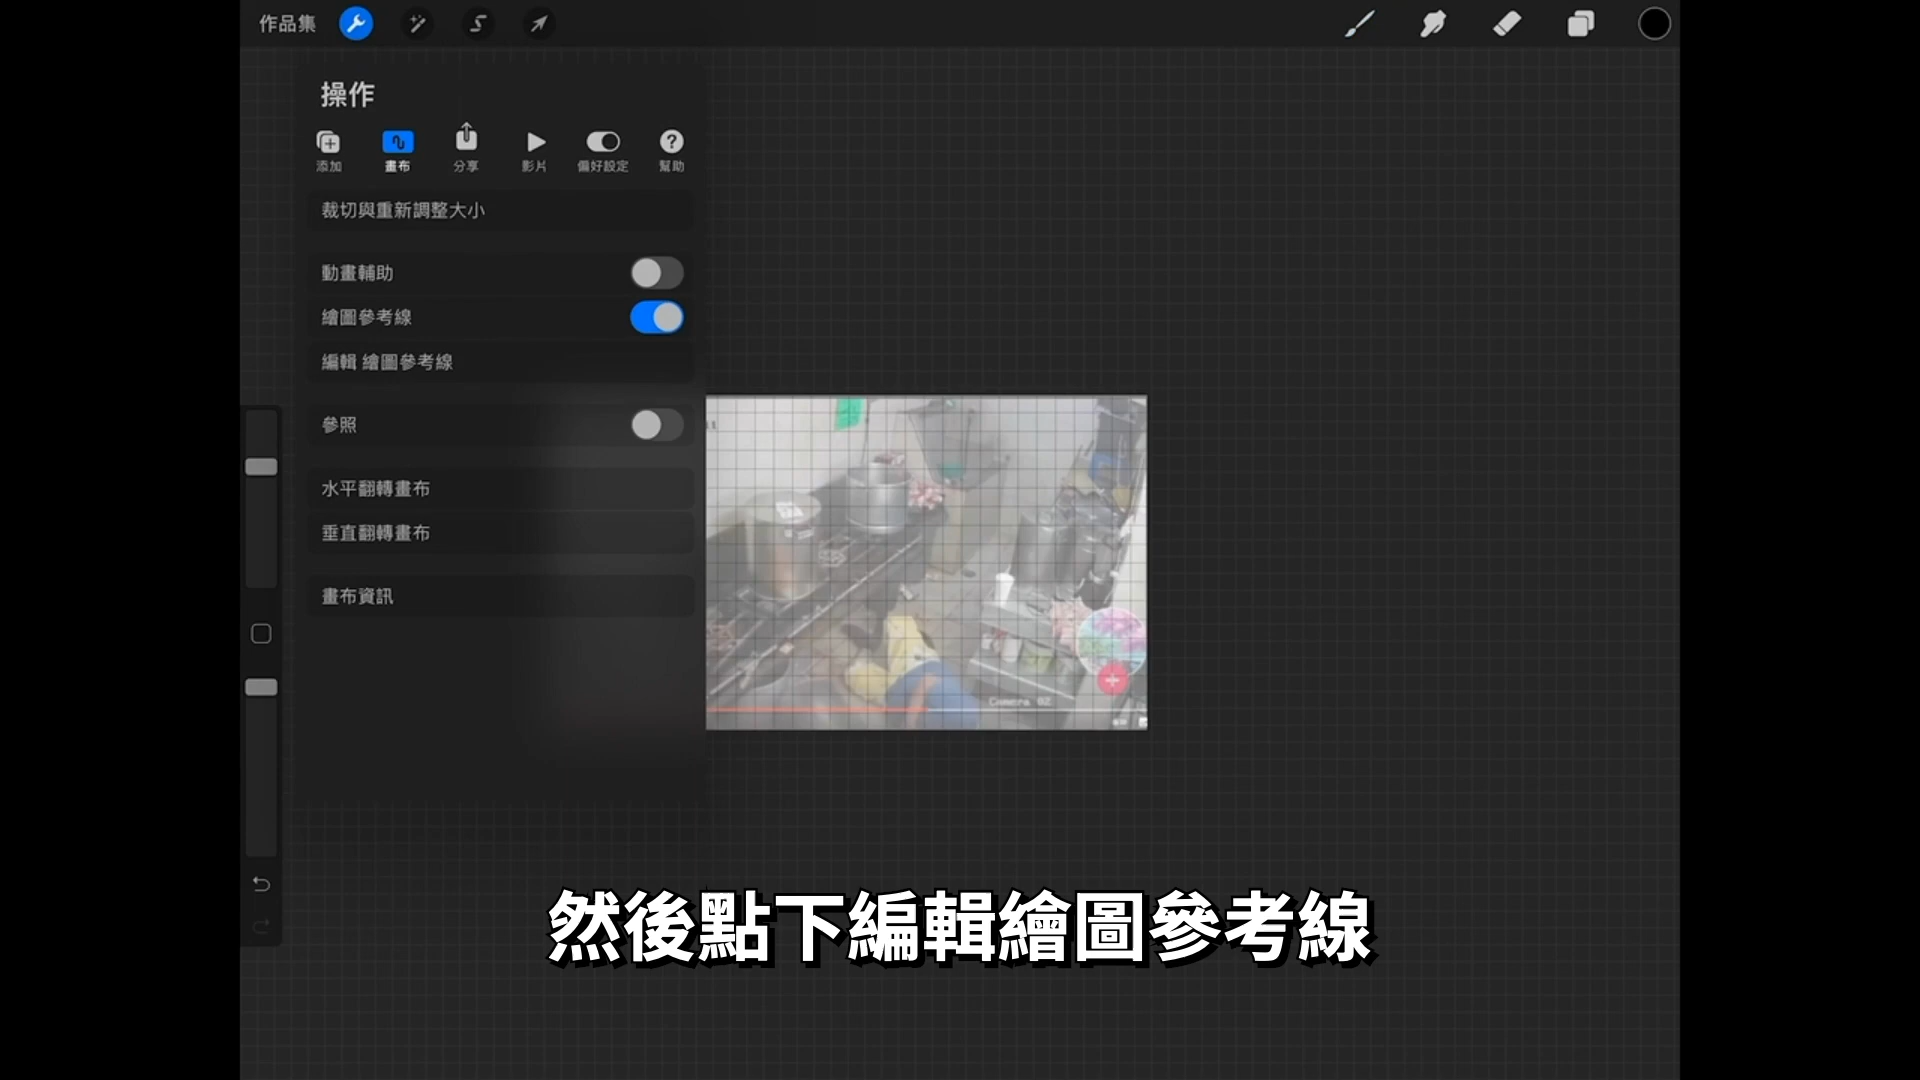 作品集
操作
添加
畫布
分享
影片
偏好設定
幫助
裁切與重新調整大小
動畫輔助
繪圖參考線
編輯 繪圖參考線
參照
水平翻轉畫布
垂直翻轉畫布
畫布資訊
Camera 02
然後點下編輯繪圖參考線